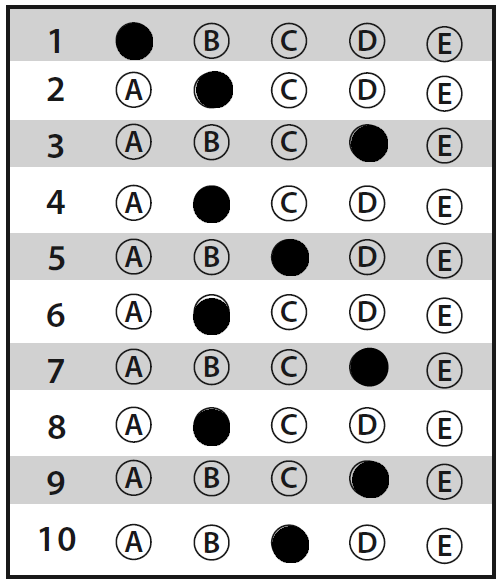 1 B C D E
2 A C D E
3 A B C E
4 A C D E
5 A B D E
6 A C D E
7 A B C E
8 A C D E
9 A B C E
10 A B D E